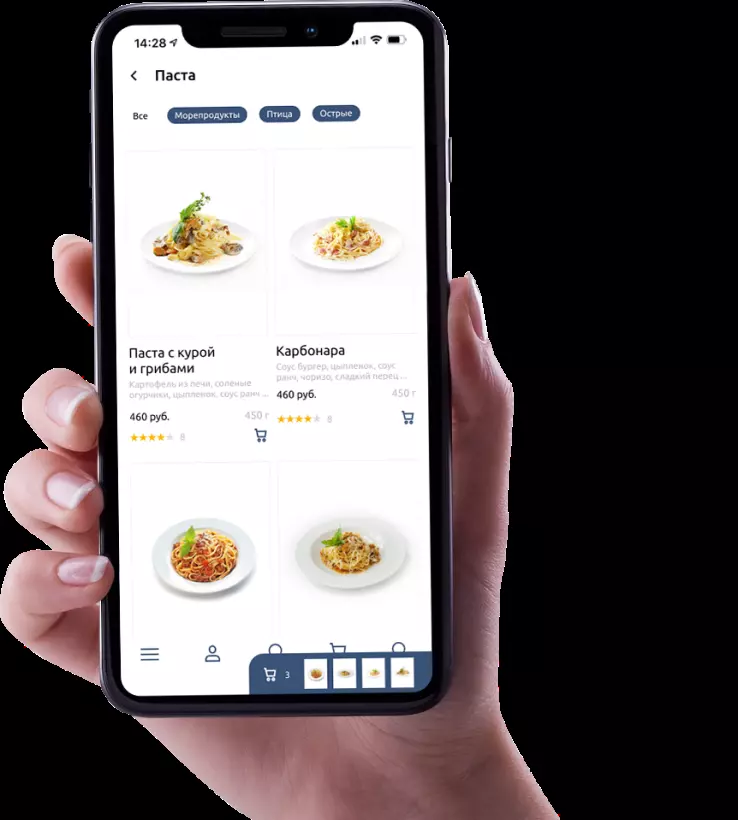 14:28
Паста
Все
Морепродукты
Птица
Острые
Паста с курой
и грибами
Картофель из печи, соленые
огурчики, цыпленок, соус ранч ...
460 руб.
450 г
8
Карбонара
Соус бургер, цыпленок, соус
ранч, чоризо, сладкий перец ...
460 руб.
450 г
8
3